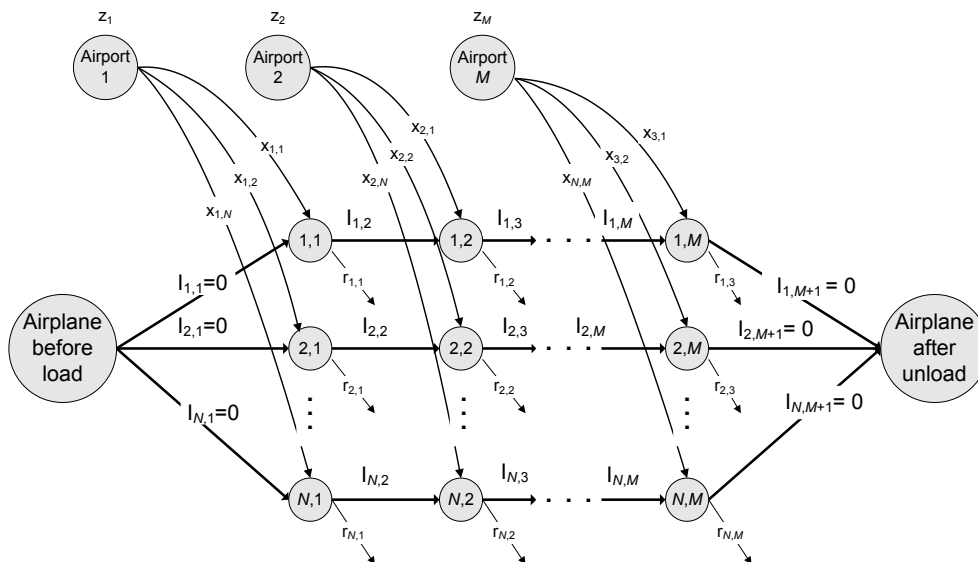 z1 z2 zM
Airport
1
Airport
2
Airport
M
x1,1
x1,2
x1,N
x2,1
x2,2
x2,N
x3,1
x3,2
xN,M
I1,1=0
I2,1=0
IN,1=0
Airplane
before
load
1,1 I1,2 1,2 I1,3 . . . I1,M 1,M
r1,1 r1,2 r1,3
2,1 I2,2 2,2 I2,3 . . . I2,M 2,M
r2,1 r2,2 r2,3
N,1 IN,2 N,2 IN,3 . . . IN,M N,M
rN,1 rN,2 rN,M
I1,M+1= 0
I2,M+1= 0
IN,M+1= 0
Airplane
after
unload